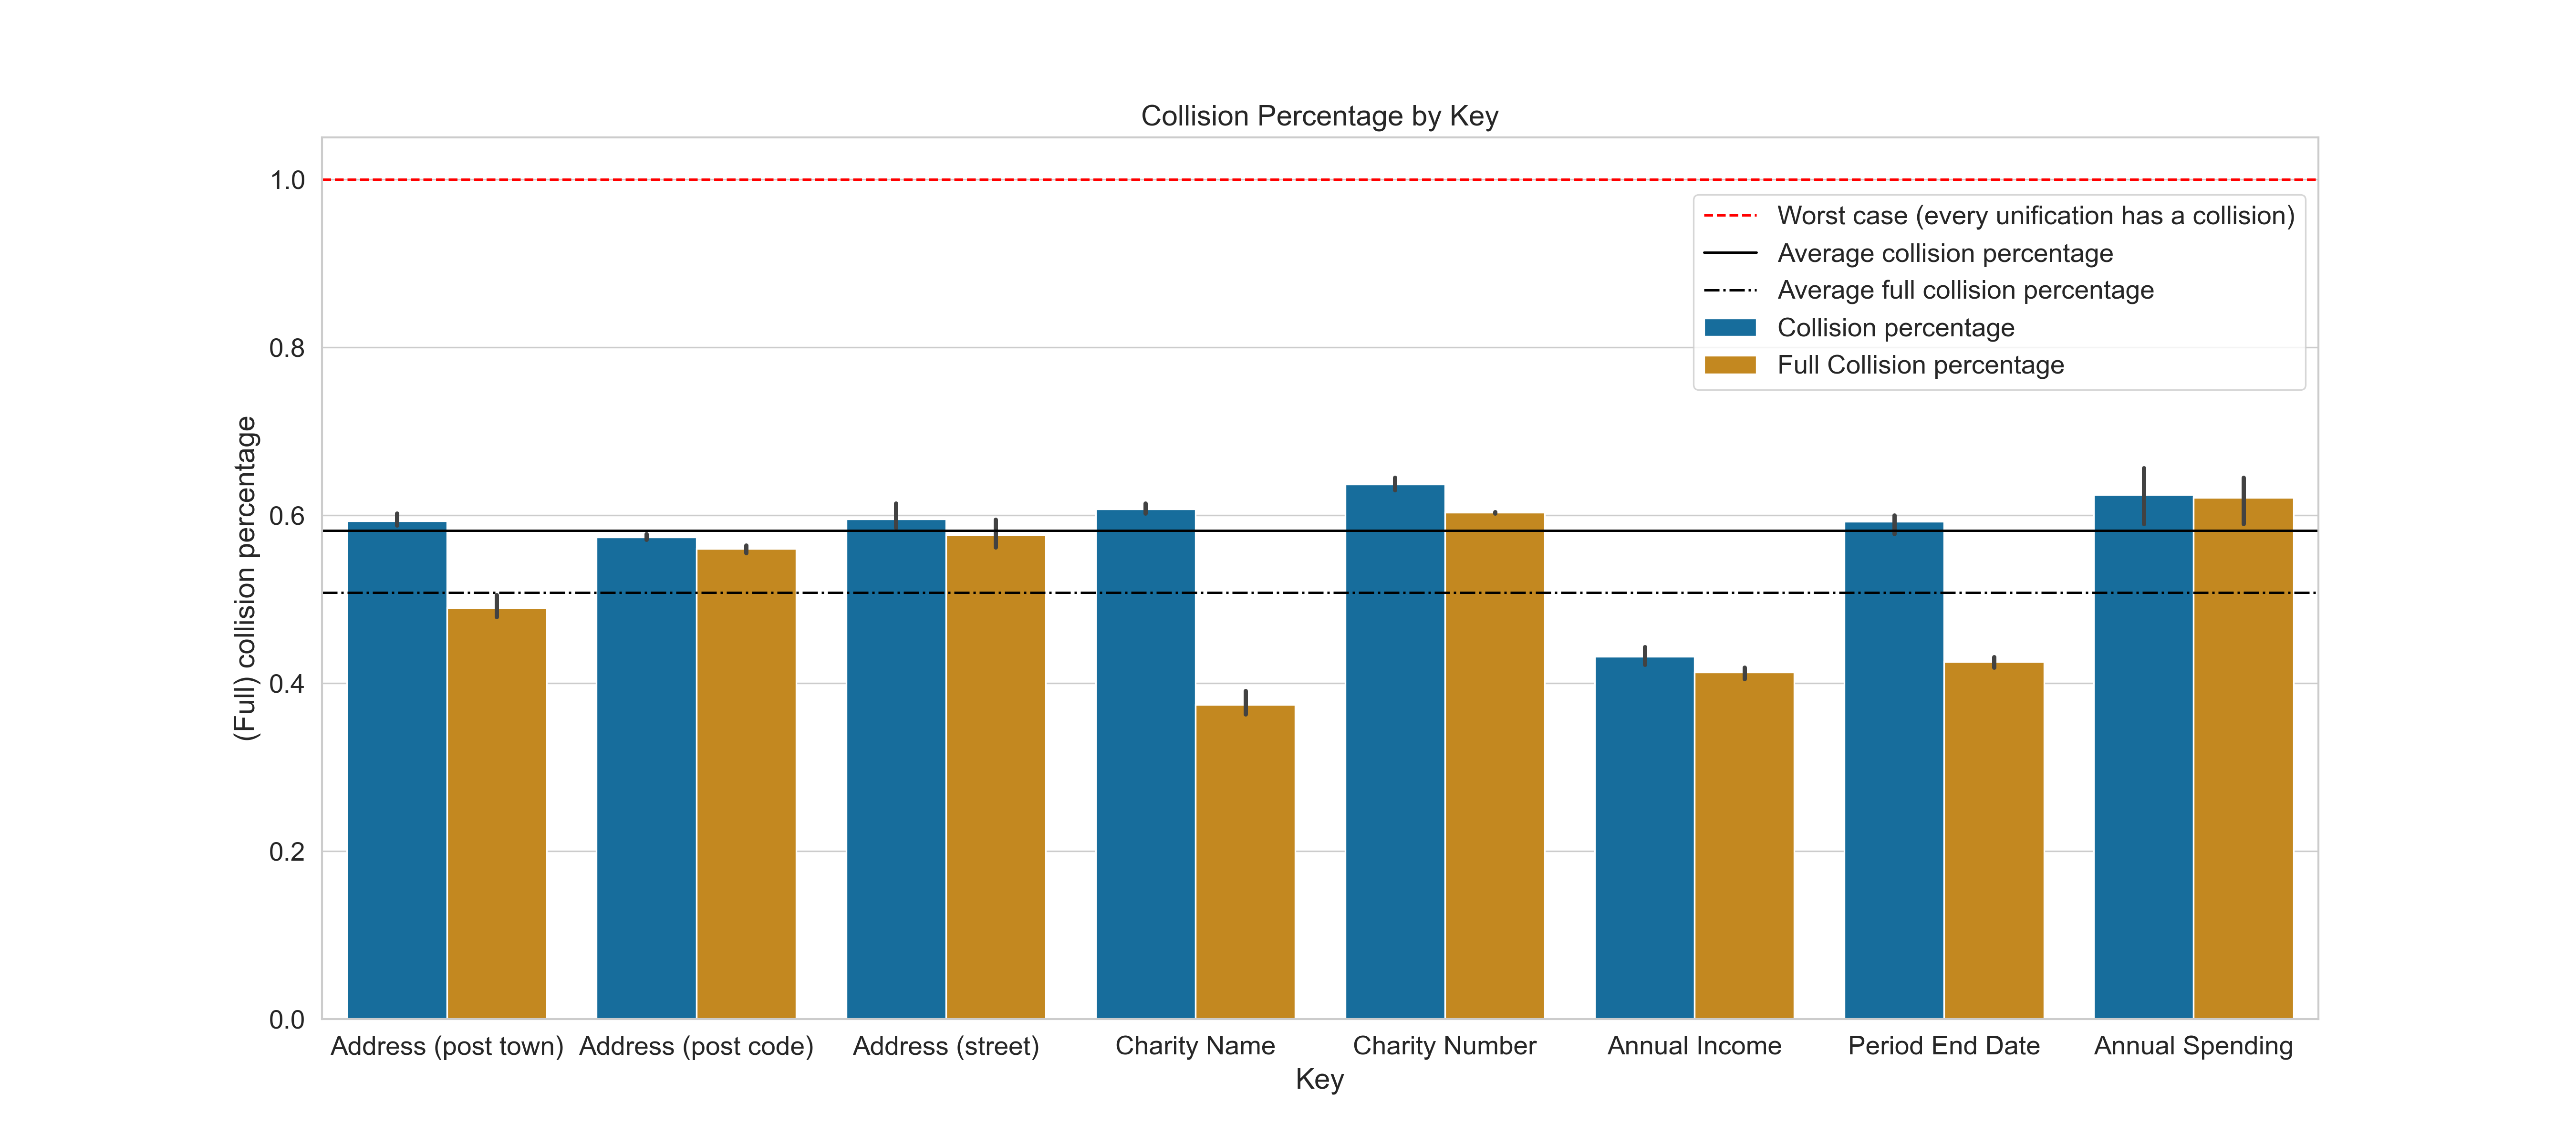 Collision Percentage by Key
1.0
0.8
0.6
0.4
0.2
0.0
(Full) collision percentage
Worst case (every unification has a collision)
Average collision percentage
Average full collision percentage
Collision percentage
Full Collision percentage
Address (post town) Address (post code) Address (street) Charity Name Charity Number Annual Income Period End Date Annual Spending
Key